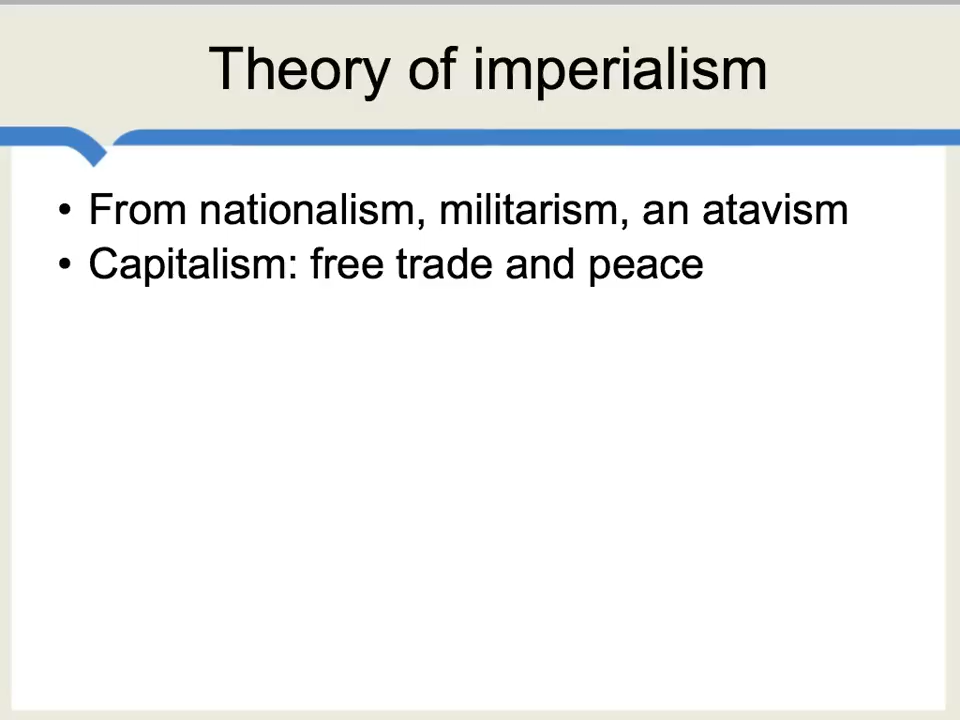 Theory of imperialism
• From nationalism, militarism, an atavism
• Capitalism: free trade and peace